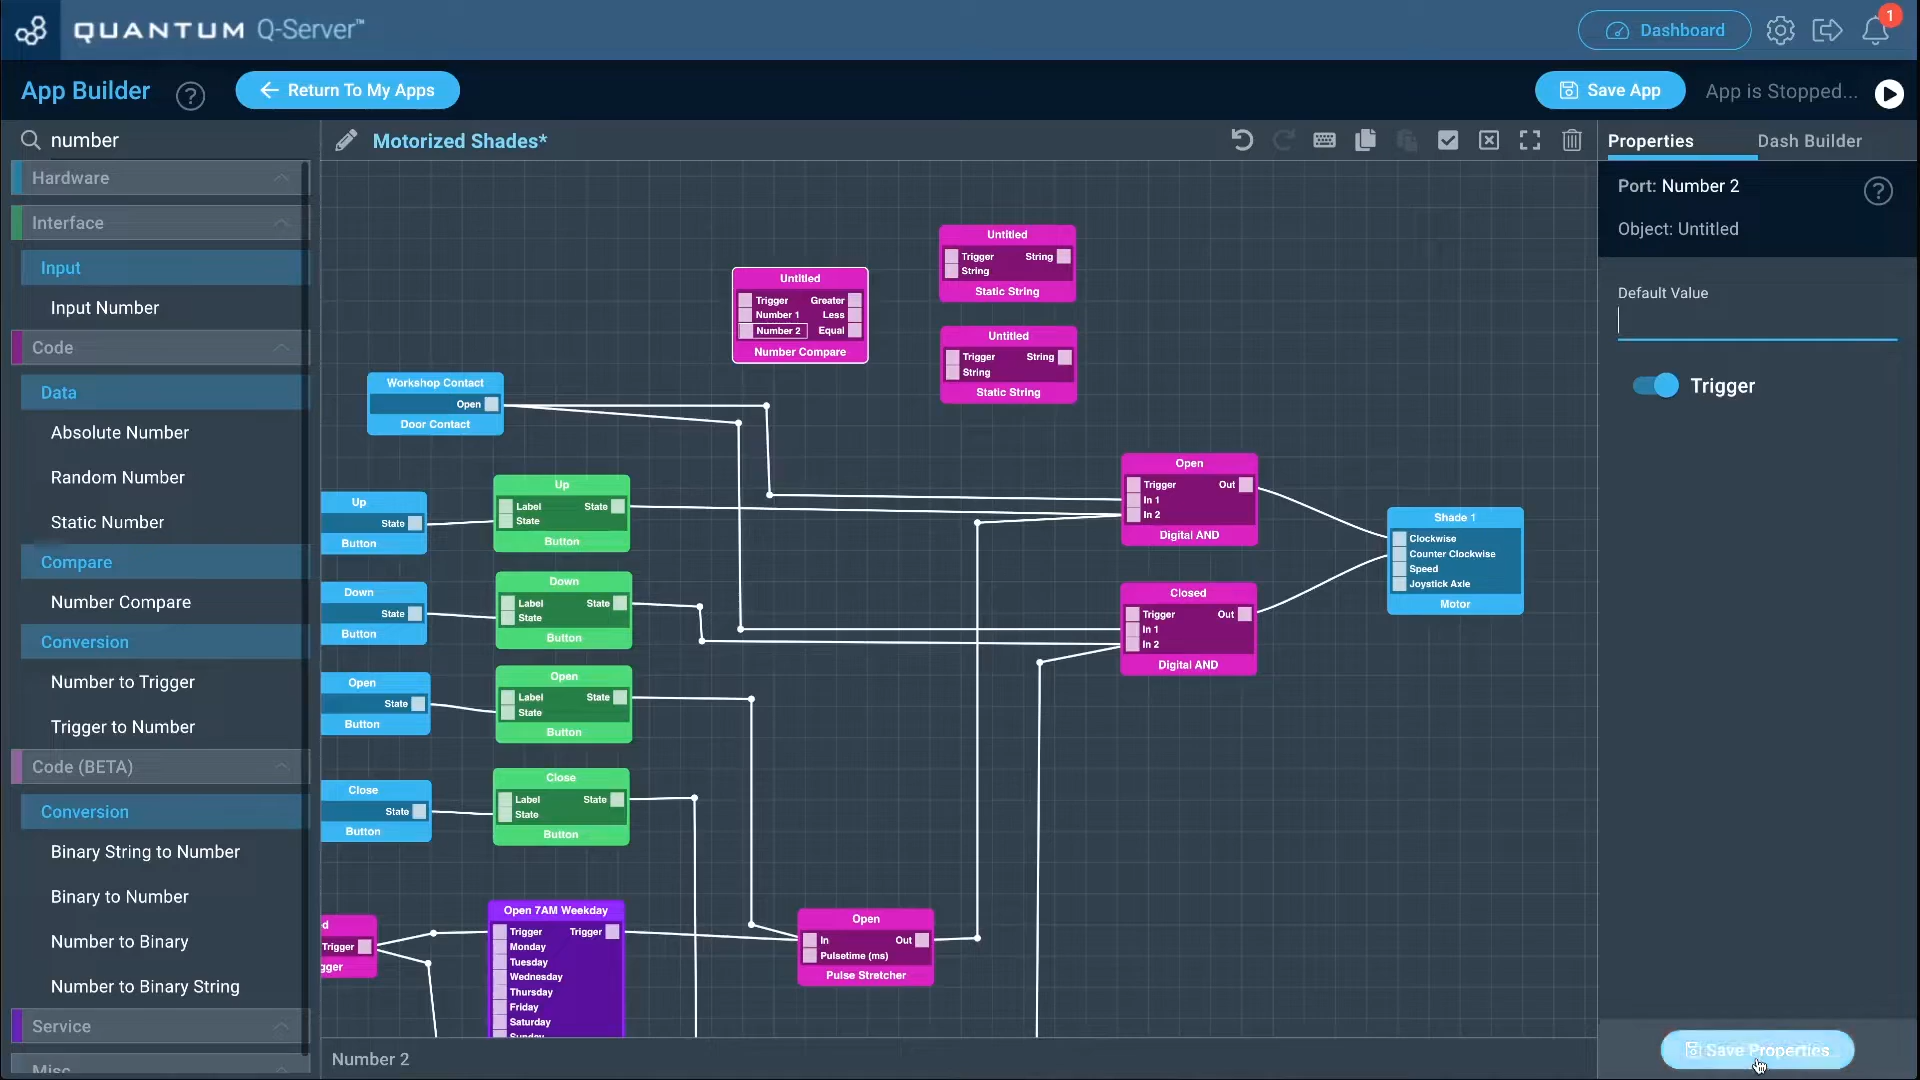 QUANTUM Q-Server™
Dashboard
1
App Builder
?
Return To My Apps
Save App
App is Stopped...
number
Motorized Shades*
Properties
Dash Builder
Hardware
Interface
Input
Input Number
Code
Data
Absolute Number
Random Number
Static Number
Compare
Number Compare
Conversion
Number to Trigger
Trigger to Number
Code (BETA)
Conversion
Binary String to Number
Binary to Number
Number to Binary
Number to Binary String
Service
Misc
Untitled
Trigger String
String
Static String
Untitled
Trigger Greater
Number 1 Less
Number 2 Equal
Number Compare
Untitled
Trigger String
String
Static String
Workshop Contact
Open
Door Contact
Up
State
Button
Up
Label State
State
Button
Open
Trigger Out
In 1
In 2
Digital AND
Shade 1
Clockwise
Counter Clockwise
Speed
Joystick Axle
Motor
Down
State
Button
Down
Label State
State
Button
Closed
Trigger Out
In 1
In 2
Digital AND
Open
State
Button
Open
Label State
State
Button
Close
State
Button
Close
Label State
State
Button
d
Trigger
gger
Open 7AM Weekday
Trigger Trigger
Monday
Tuesday
Wednesday
Thursday
Friday
Saturday
Sunday
Open
In Out
Pulsetime (ms)
Pulse Stretcher
Number 2
Port: Number 2
?
Object: Untitled
Default Value
Trigger
Save Properties